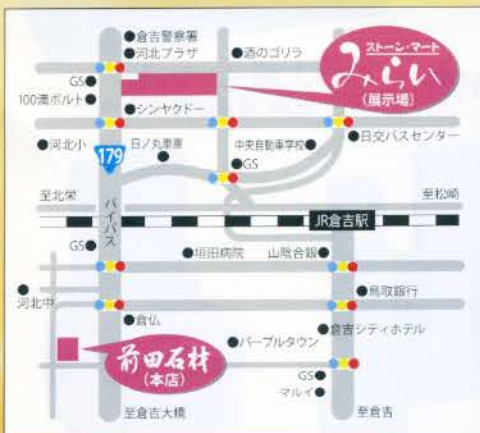 倉吉警察署
河北プラザ
酒のゴリラ
ストーン・マート
みらい
(展示場)
GS
100満ボルト
シンヤクドー
河北小
179
日ノ丸車庫
中央自動車学校
GS
日交バスセンター
至北栄
バイパス
至松崎
JR倉吉駅
GS
垣田病院
山陰合銀
河北中
鳥取銀行
倉仏
倉吉シティホテル
パープルタウン
前田石材
(本店)
GS
マルイ
至倉吉大橋
至倉吉